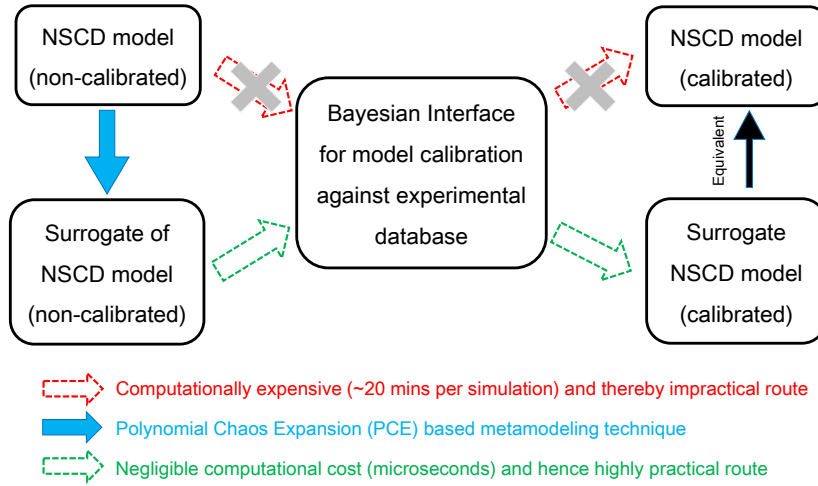 NSCD model
(non-calibrated)
NSCD model
(calibrated)
Bayesian Interface
for model calibration
against experimental
database
Equivalent
Surrogate of
NSCD model
(non-calibrated)
Surrogate
NSCD model
(calibrated)
Computationally expensive (~20 mins per simulation) and thereby impractical route
Polynomial Chaos Expansion (PCE) based metamodeling technique
Negligible computational cost (microseconds) and hence highly practical route